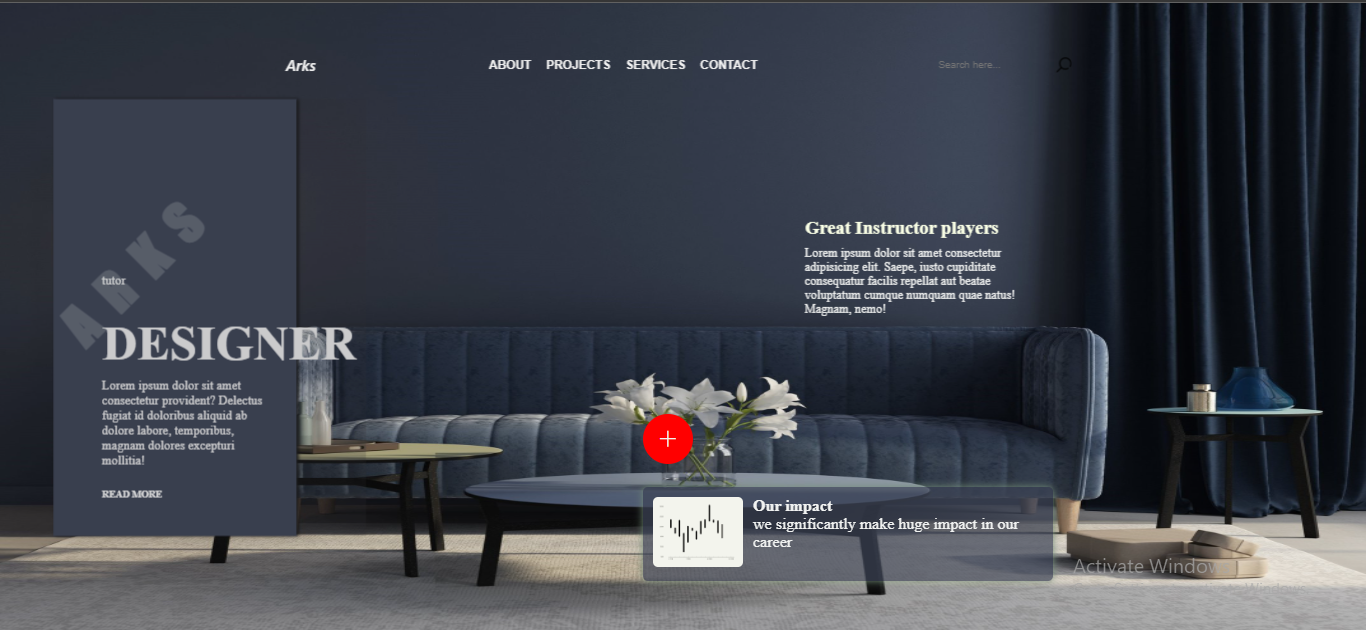 Arks
ABOUT PROJECTS SERVICES CONTACT
Search here...
ARKS
tutor
DESIGNER
Lorem ipsum dolor sit amet
consectetur provident? Delectus
fugiat id doloribus aliquid ab
dolore labore, temporibus,
magnam dolores excepturi
mollitia!
READ MORE
Great Instructor players
Lorem ipsum dolor sit amet consectetur
adipisicing elit. Saepe, iusto cupiditate
consequatur facilis repellat aut beatae
voluptatum cumque numquam quae natus!
Magnam, nemo!
Our impact
we significantly make huge impact in our
career
Activate Window